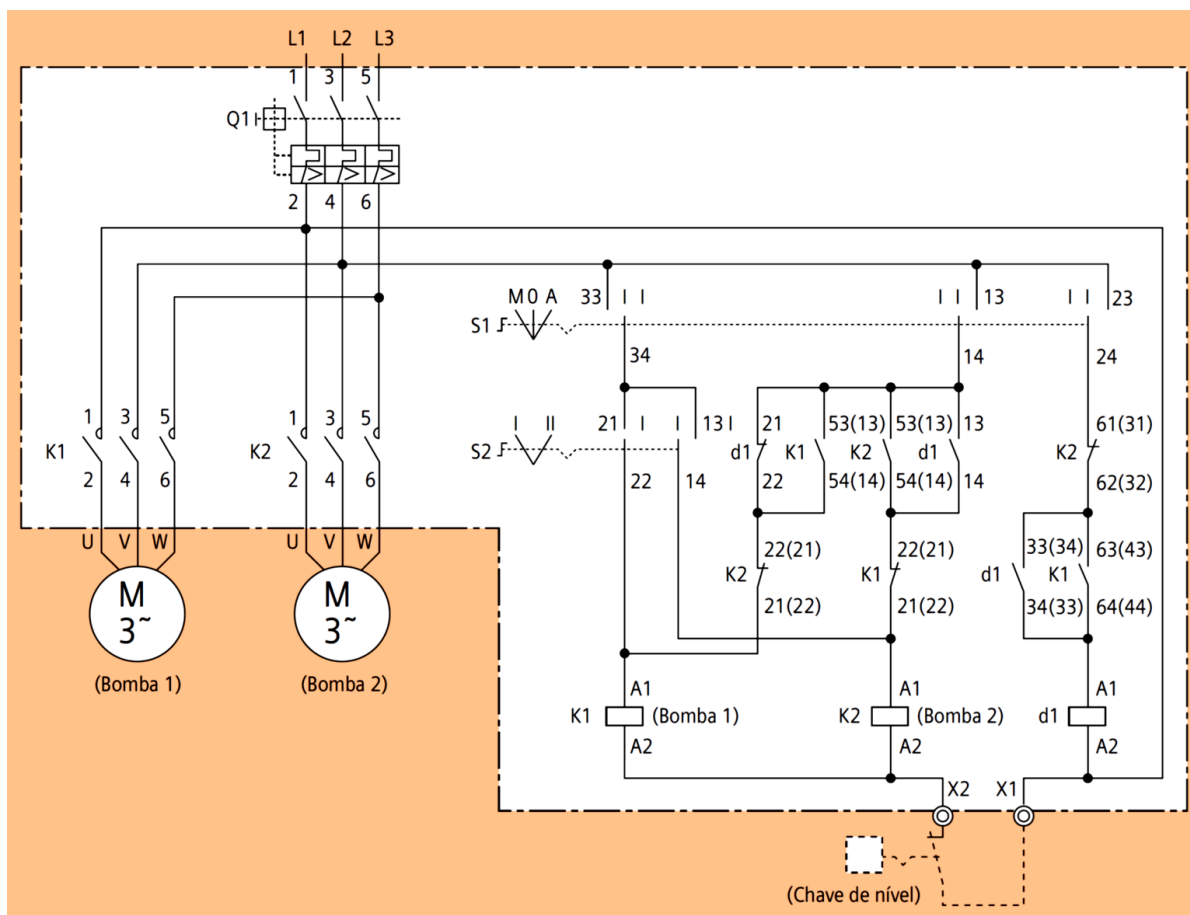 L1 L2 L3
1 3 5
Q1
2 4 6
M 0 A 33 I I I I 13 I I 23
S1
34 14 24
1 3 5 1 3 5 I II 21 I I 13 I 21 53(13) 53(13) 13 61(31)
K1 K2 S2 d1 K1 K2 d1 K2
2 4 6 2 4 6 22 14 22 54(14) 54(14) 14 62(32)
U V W U V W 22(21) 22(21) 33(34) 63(43)
K2 K1 d1 K1
M 3~ M 3~ 21(22) 21(22) 34(33) 64(44)
(Bomba 1) (Bomba 2) A1 A1 A1
K1 (Bomba 1) K2 (Bomba 2) d1
A2 A2 A2
X2 X1
(Chave de nível)